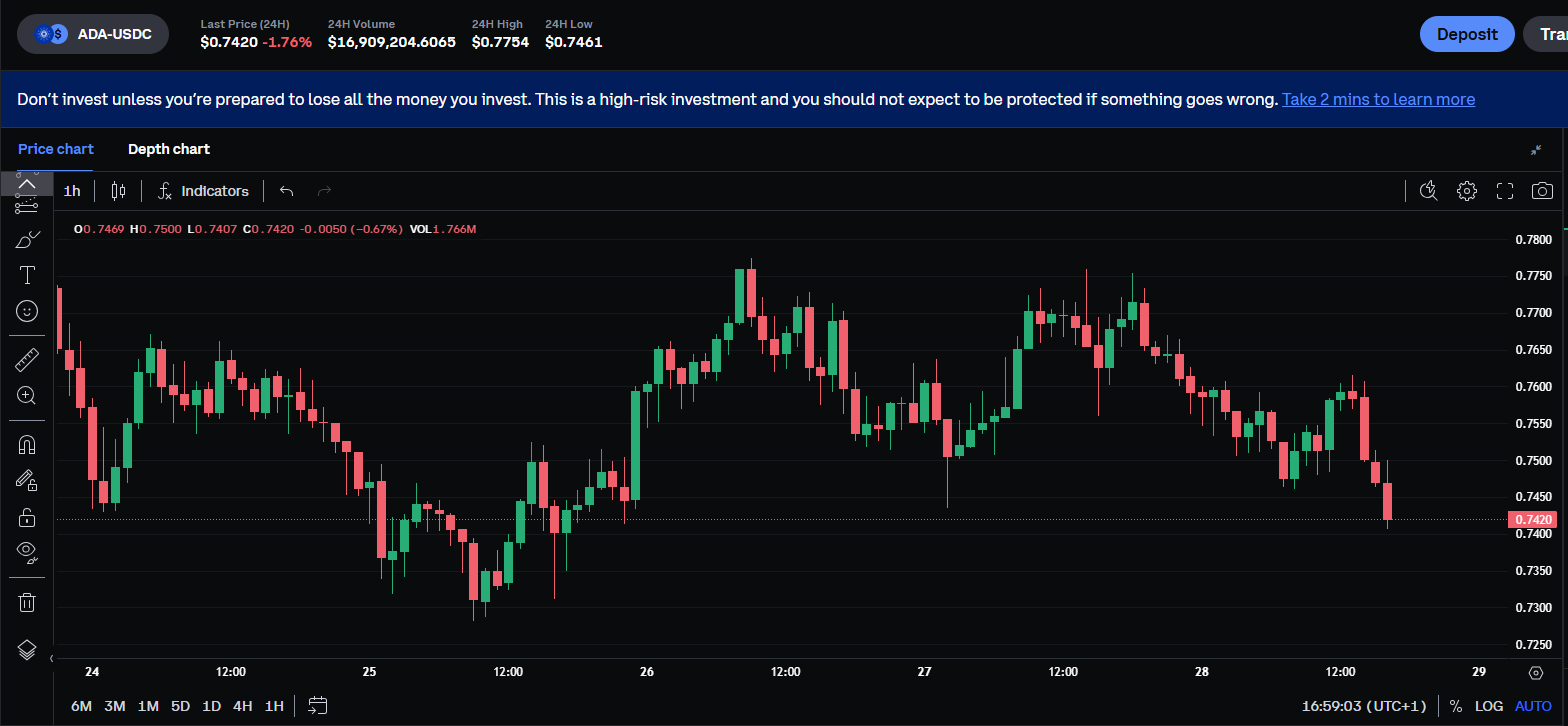 ADA-USDC
Last Price (24H) 24H Volume 24H High 24H Low
$0.7420 -1.76% $16,909,204.6065 $0.7754 $0.7461
Deposit
Tra
Don't invest unless you're prepared to lose all the money you invest. This is a high-risk investment and you should not expect to be protected if something goes wrong. Take 2 mins to learn more
Price chart Depth chart
1h Indicators
O0.7469 H0.7500 L0.7407 C0.7420 -0.0050 (−0.67%) VOL1.766M
0.7800
0.7750
0.7700
0.7650
0.7600
0.7550
0.7500
0.7450
0.7420
0.7400
0.7350
0.7300
0.7250
24 12:00 25 12:00 26 12:00 27 12:00 28 12:00 29
6M 3M 1M 5D 1D 4H 1H 16:59:03 (UTC+1) % LOG AUTO